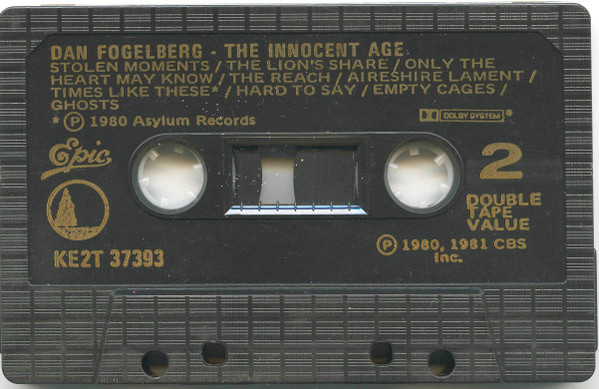 DAN FOGELBERG - THE INNOCENT AGE
STOLEN MOMENTS / THE LION'S SHARE / ONLY THE
HEART MAY KNOW / THE REACH / AIRESHIRE LAMENT /
TIMES LIKE THESE* / HARD TO SAY / EMPTY CAGES /
GHOSTS
* Ⓟ 1980 Asylum Records
DOLBY SYSTEM ®
Epic
2
DOUBLE
TAPE
VALUE
KE2T 37393
Ⓟ 1980, 1981 CBS
Inc.